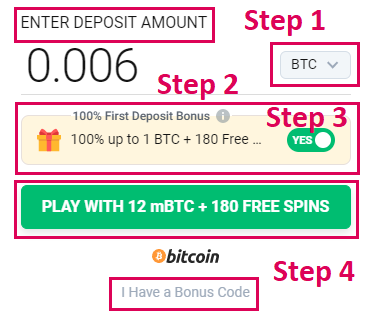 ENTER DEPOSIT AMOUNT Step 1
0.006 BTC
Step 2
100% First Deposit Bonus i Step 3
100% up to 1 BTC + 180 Free ... YES
PLAY WITH 12 mBTC + 180 FREE SPINS
bitcoin
Step 4
I Have a Bonus Code